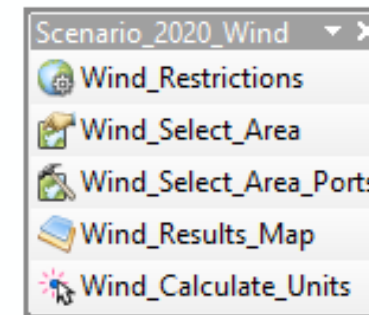 Scenario_2020_Wind
Wind_Restrictions
Wind_Select_Area
Wind_Select_Area_Ports
Wind_Results_Map
Wind_Calculate_Units